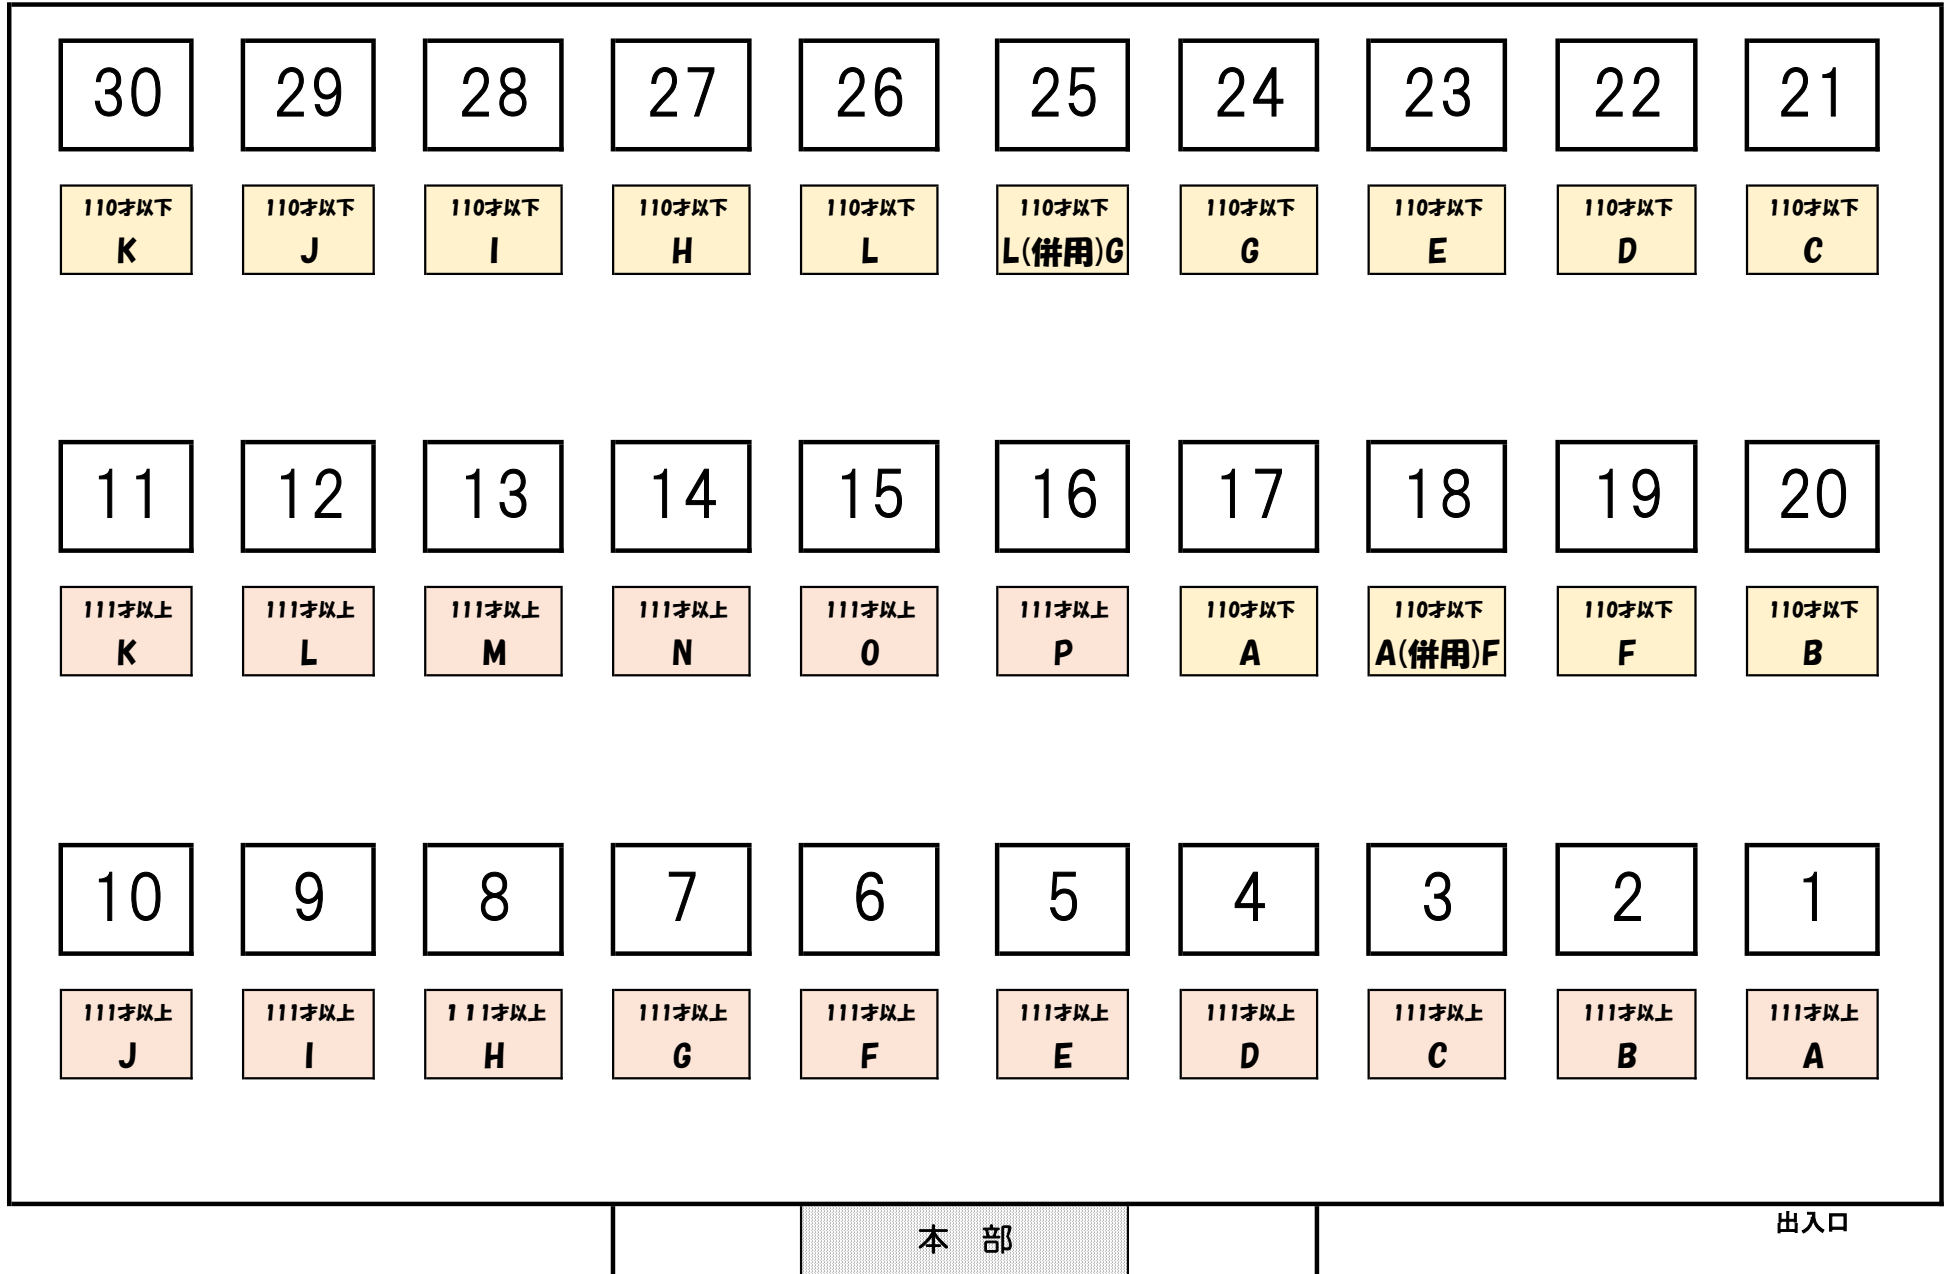 30 29 28 27 26 25 24 23 22 21
110才以下 110才以下 110才以下 110才以下 110才以下 110才以下 110才以下 110才以下 110才以下 110才以下
K J I H L L(併用)G G E D C
11 12 13 14 15 16 17 18 19 20
111才以上 111才以上 111才以上 111才以上 111才以上 111才以上 110才以下 110才以下 110才以下 110才以下
K L M N O P A A(併用)F F B
10 9 8 7 6 5 4 3 2 1
111才以上 111才以上 111才以上 111才以上 111才以上 111才以上 111才以上 111才以上 111才以上 111才以上
J I H G F E D C B A
本 部 出入口